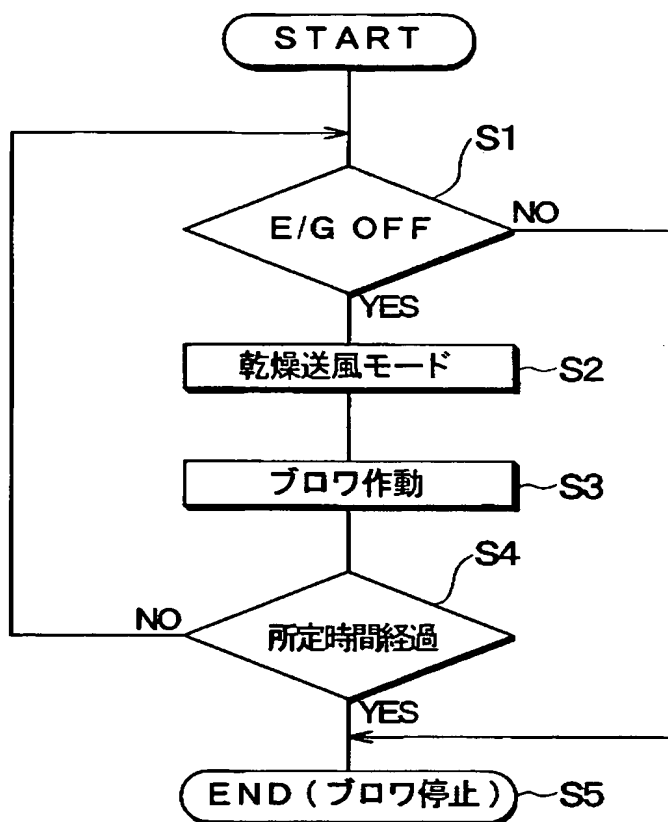 START
S1
E/G OFF
NO
YES
乾燥送風モード
S2
ブロワ作動
S3
S4
NO
所定時間経過
YES
END(ブロワ停止)
S5